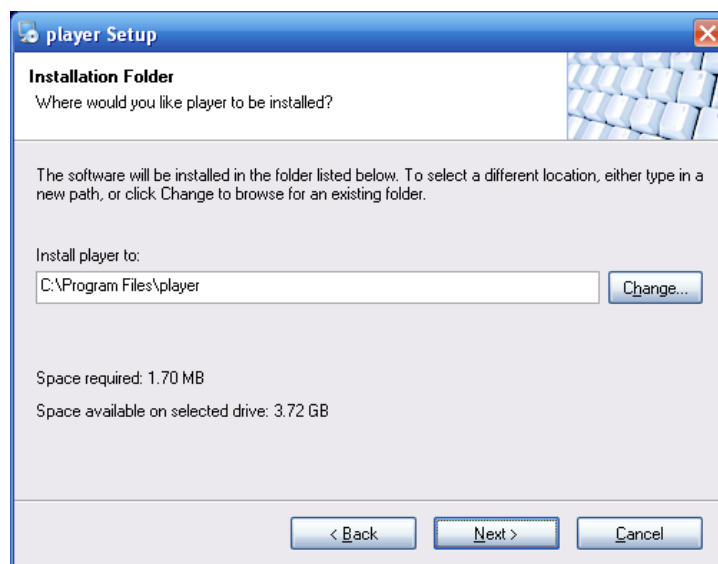 player Setup
Installation Folder
Where would you like player to be installed?
The software will be installed in the folder listed below. To select a different location, either type in a
new path, or click Change to browse for an existing folder.
Install player to:
C:\Program Files\player
Change...
Space required: 1.70 MB
Space available on selected drive: 3.72 GB
< Back
Next >
Cancel